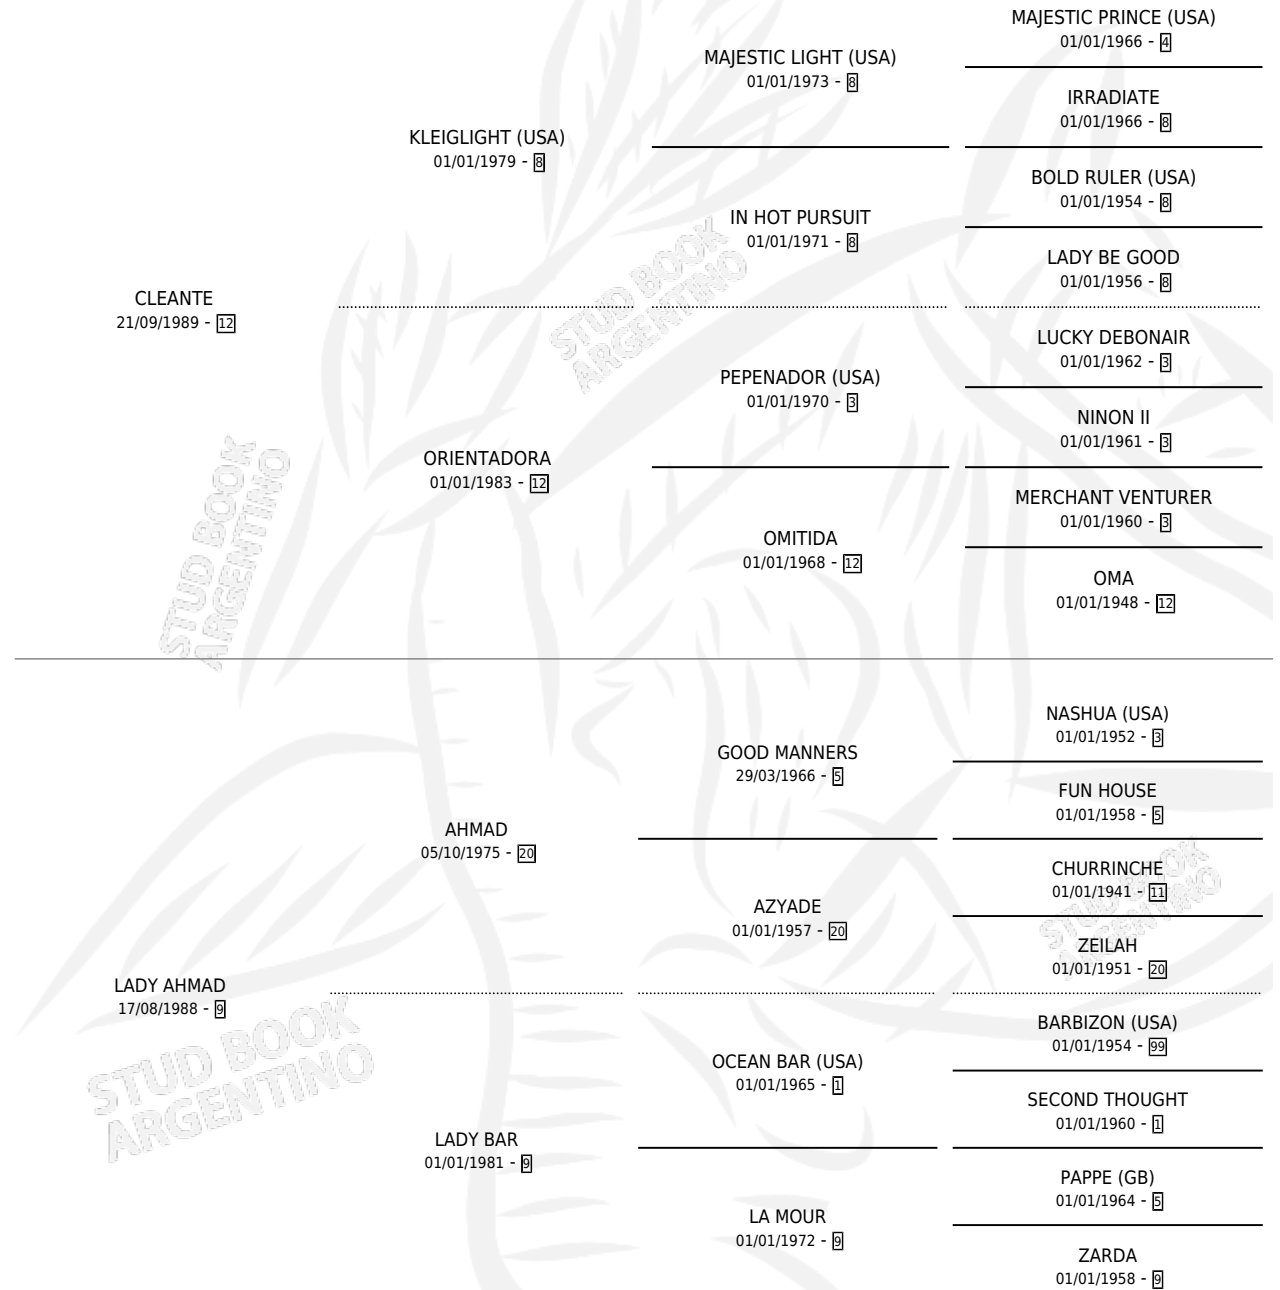 MAJESTIC PRINCE (USA)
01/01/1966 - 4
MAJESTIC LIGHT (USA)
01/01/1973 - 8
IRRADIATE
01/01/1966 - 8
KLEIGLIGHT (USA)
01/01/1979 - 8
BOLD RULER (USA)
01/01/1954 - 8
IN HOT PURSUIT
01/01/1971 - 8
LADY BE GOOD
01/01/1956 - 8
CLEANTE
21/09/1989 - 12
LUCKY DEBONAIR
01/01/1962 - 3
PEPENADOR (USA)
01/01/1970 - 3
NINON II
01/01/1961 - 3
ORIENTADORA
01/01/1983 - 12
MERCHANT VENTURER
01/01/1960 - 3
OMITIDA
01/01/1968 - 12
OMA
01/01/1948 - 12
NASHUA (USA)
01/01/1952 - 3
GOOD MANNERS
29/03/1966 - 5
FUN HOUSE
01/01/1958 - 5
AHMAD
05/10/1975 - 20
CHURRINCHE
01/01/1941 - 11
AZYADE
01/01/1957 - 20
ZEILAH
01/01/1951 - 20
LADY AHMAD
17/08/1988 - 9
BARBIZON (USA)
01/01/1954 - 99
OCEAN BAR (USA)
01/01/1965 - 1
SECOND THOUGHT
01/01/1960 - 1
LADY BAR
01/01/1981 - 9
PAPPE (GB)
01/01/1964 - 5
LA MOUR
01/01/1972 - 9
ZARDA
01/01/1958 - 9
STUD BOOK
ARGENTINO
STUD BOOK
ARGENTINO
STUD BOOK
ARGENTINO
STUD BOOK
ARGENTINO